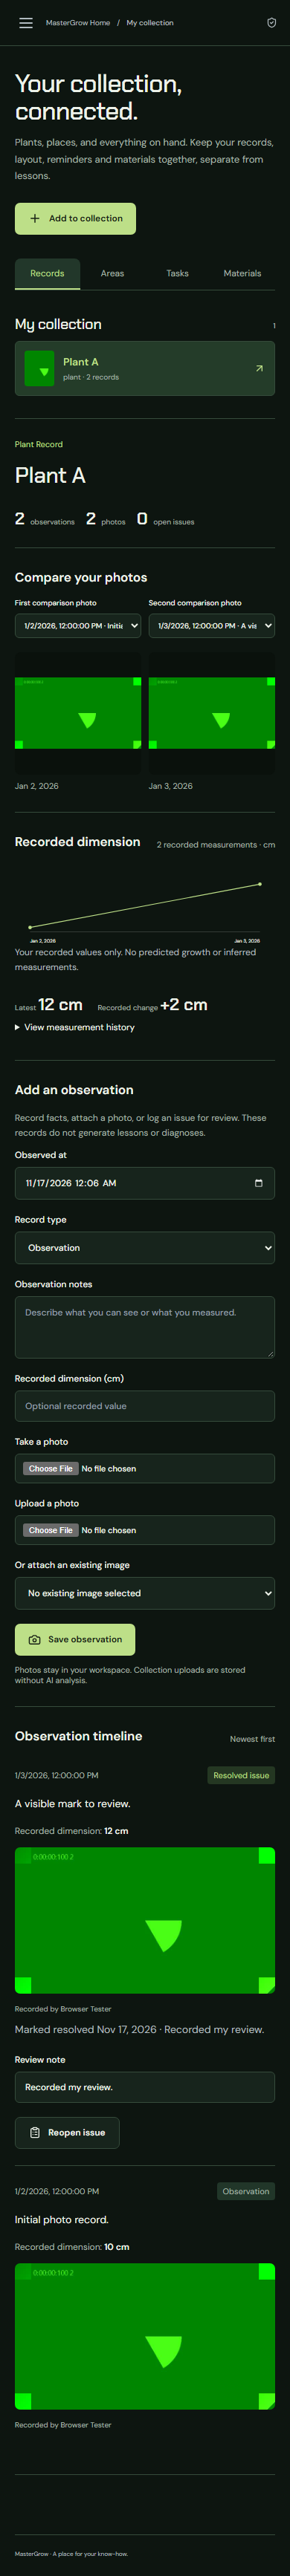 MasterGrow Home / My collection
Your collection,
connected.
Plants, places, and everything on hand. Keep your records,
layout, reminders and materials together, separate from
lessons.
Add to collection
Records Areas Tasks Materials
My collection 1
Plant A
plant · 2 records
Plant Record
Plant A
2 observations 2 photos 0 open issues
Compare your photos
First comparison photo Second comparison photo
1/2/2026, 12:00:00 PM · Initia 1/3/2026, 12:00:00 PM · A vis
Jan 2, 2026 Jan 3, 2026
Recorded dimension 2 recorded measurements · cm
Jan 2, 2026 Jan 3, 2026
Your recorded values only. No predicted growth or inferred
measurements.
Latest 12 cm Recorded change +2 cm
View measurement history
Add an observation
Record facts, attach a photo, or log an issue for review. These
records do not generate lessons or diagnoses.
Observed at
11/17/2026 12:06 AM
Record type
Observation
Observation notes
Describe what you can see or what you measured.
Recorded dimension (cm)
Optional recorded value
Take a photo
Choose File No file chosen
Upload a photo
Choose File No file chosen
Or attach an existing image
No existing image selected
Save observation
Photos stay in your workspace. Collection uploads are stored
without AI analysis.
Observation timeline Newest first
1/3/2026, 12:00:00 PM Resolved issue
A visible mark to review.
Recorded dimension: 12 cm
0:00:00:100 2
Recorded by Browser Tester
Marked resolved Nov 17, 2026 · Recorded my review.
Review note
Recorded my review.
Reopen issue
1/2/2026, 12:00:00 PM Observation
Initial photo record.
Recorded dimension: 10 cm
0:00:00:100 2
Recorded by Browser Tester
MasterGrow · A place for your know-how.